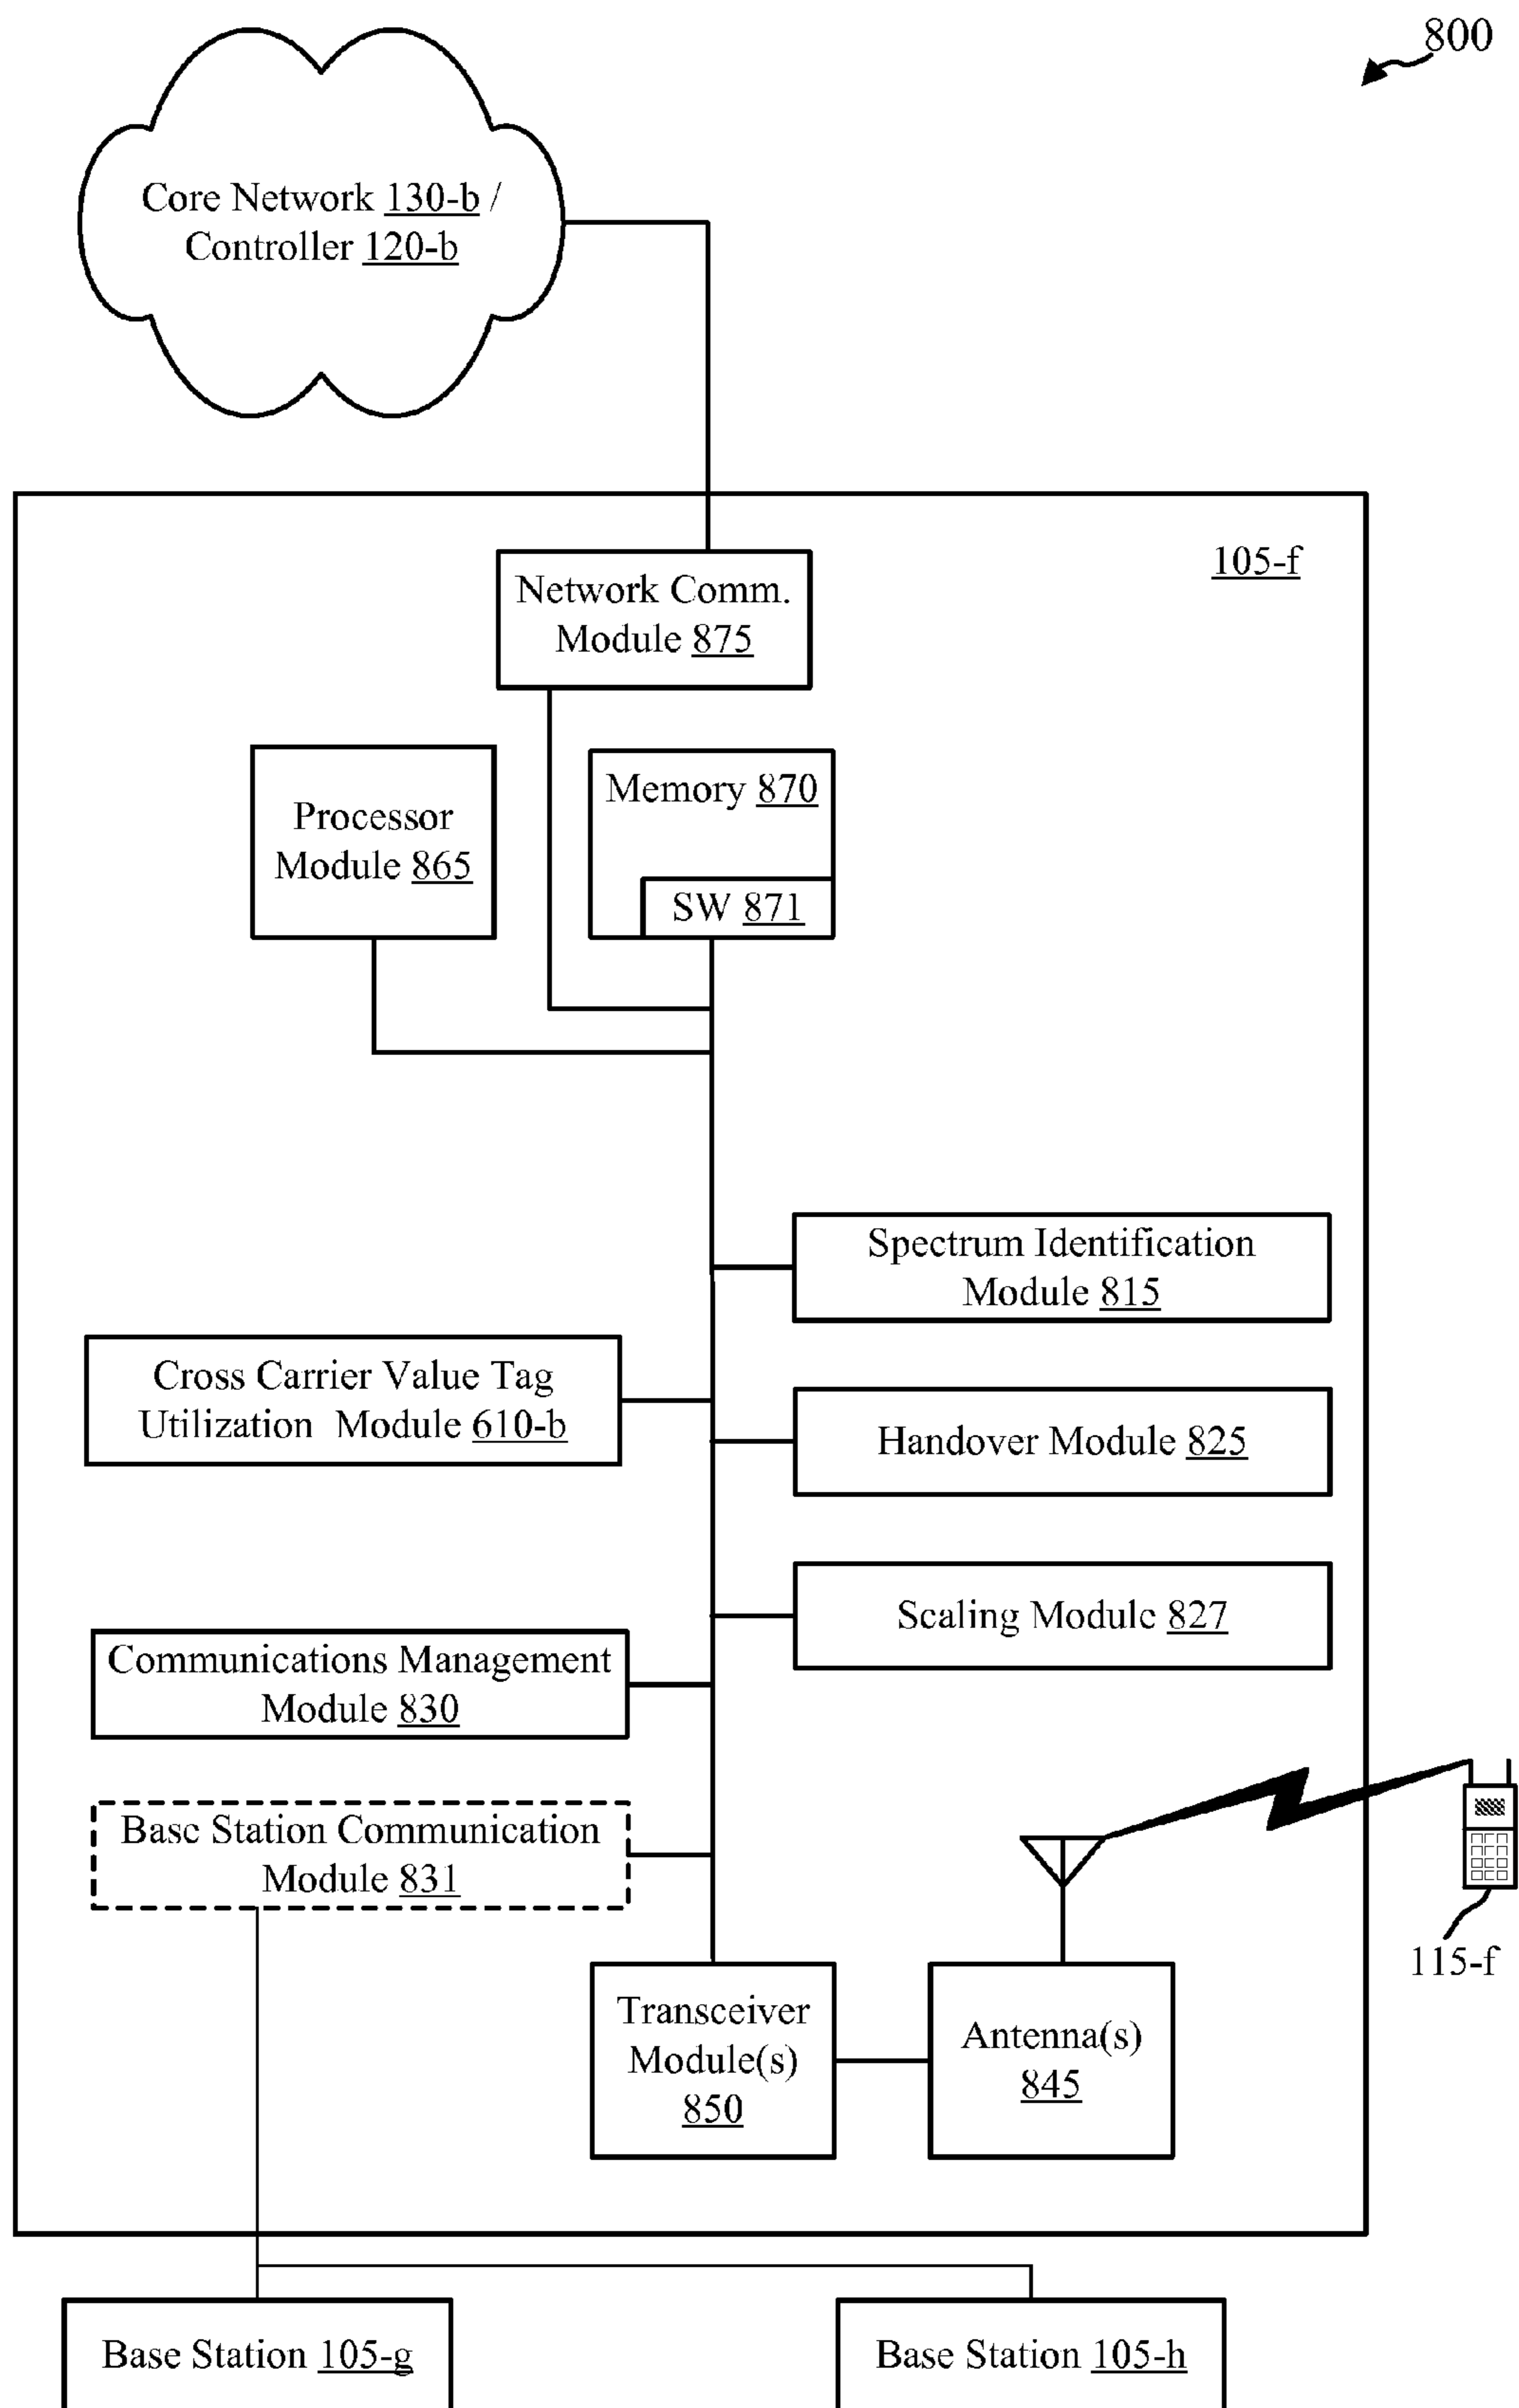 800
Core Network 130-b /
Controller 120-b
105-f
Network Comm.
Module 875
Processor
Module 865
Memory 870
SW 871
Spectrum Identification
Module 815
Cross Carrier Value Tag
Utilization Module 610-b
Handover Module 825
Scaling Module 827
Communications Management
Module 830
Base Station Communication
Module 831
Transceiver
Module(s)
850
Antenna(s)
845
115-f
Base Station 105-g
Base Station 105-h